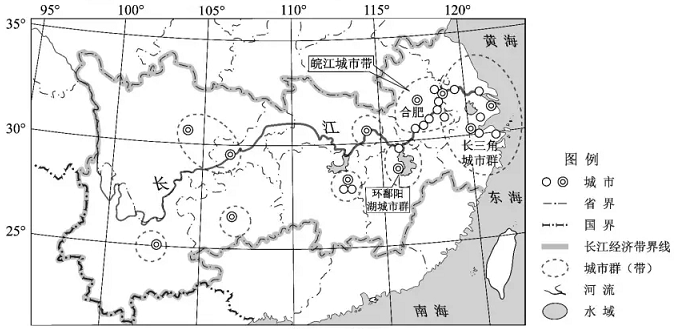 95°
100°
105°
110°
115°
120°
35°
30°
25°
黄海
皖江城市带
合肥
江
长
长三角
城市群
环鄱阳
湖城市群
东海
南海
图例
城市
省界
国界
长江经济带界线
城市群（带）
河流
水域